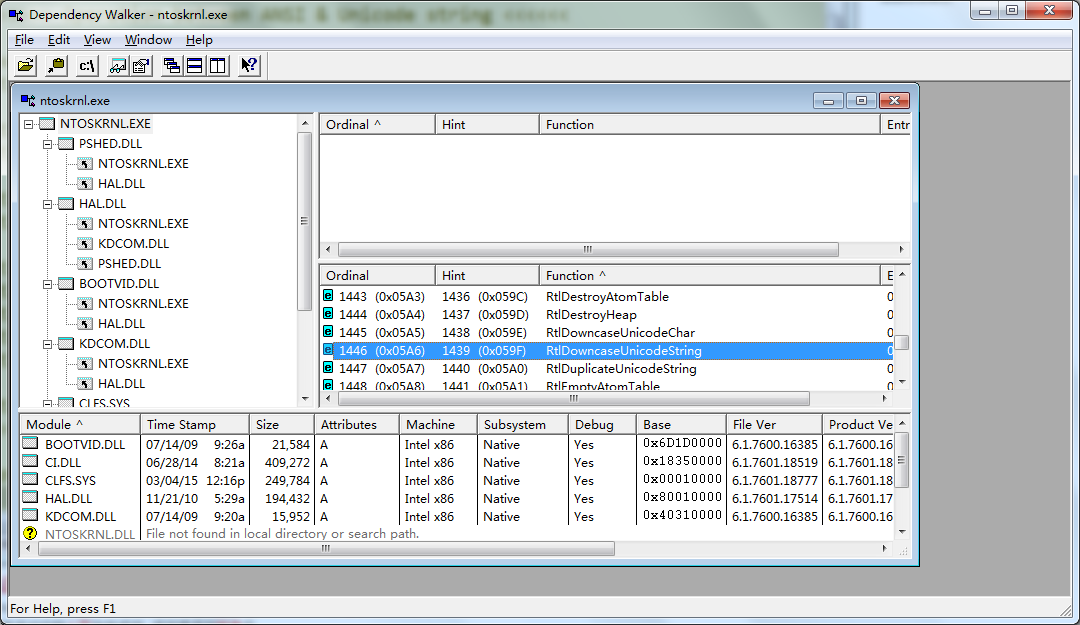 Dependency Walker - ntoskrnl.exe
ANSI & Unicode string <<<<<<
File Edit View Window Help
c:\
ntoskrnl.exe
NTOSKRNL.EXE
PSHED.DLL
NTOSKRNL.EXE
HAL.DLL
HAL.DLL
NTOSKRNL.EXE
KDCOM.DLL
PSHED.DLL
BOOTVID.DLL
NTOSKRNL.EXE
HAL.DLL
KDCOM.DLL
NTOSKRNL.EXE
HAL.DLL
CLFS.SYS
Ordinal ^ Hint Function Entr
Ordinal Hint Function ^ E
1443 (0x05A3) 1436 (0x059C) RtlDestroyAtomTable 0
1444 (0x05A4) 1437 (0x059D) RtlDestroyHeap 0
1445 (0x05A5) 1438 (0x059E) RtlDowncaseUnicodeChar 0
1446 (0x05A6) 1439 (0x059F) RtlDowncaseUnicodeString 0
1447 (0x05A7) 1440 (0x05A0) RtlDuplicateUnicodeString 0
1448 (0x05A8) 1441 (0x05A1) RtlEmptyAtomTable 0
Module ^ Time Stamp Size Attributes Machine Subsystem Debug Base File Ver Product Ve
BOOTVID.DLL 07/14/09 9:26a 21,584 A Intel x86 Native Yes 0x6D1D0000 6.1.7600.16385 6.1.7600.16
CI.DLL 06/28/14 8:21a 409,272 A Intel x86 Native Yes 0x18350000 6.1.7601.18519 6.1.7601.18
CLFS.SYS 03/04/15 12:16p 249,784 A Intel x86 Native Yes 0x00010000 6.1.7601.18777 6.1.7601.18
HAL.DLL 11/21/10 5:29a 194,432 A Intel x86 Native Yes 0x80010000 6.1.7601.17514 6.1.7601.17
KDCOM.DLL 07/14/09 9:20a 15,952 A Intel x86 Native Yes 0x40310000 6.1.7600.16385 6.1.7600.16
NTOSKRNL.DLL File not found in local directory or search path.
For Help, press F1